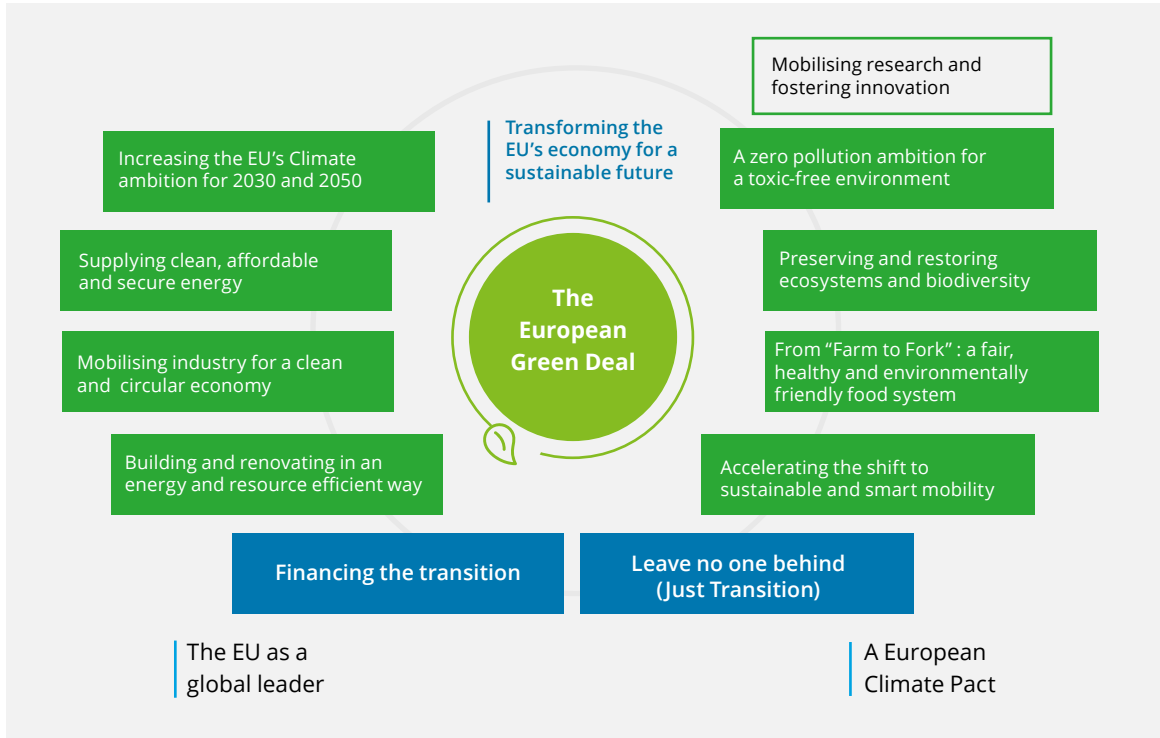 Mobilising research and
fostering innovation
Transforming the
EU's economy for a
sustainable future
Increasing the EU's Climate
ambition for 2030 and 2050
A zero pollution ambition for
a toxic-free environment
Supplying clean, affordable
and secure energy
Preserving and restoring
ecosystems and biodiversity
The
European
Green Deal
Mobilising industry for a clean
and circular economy
From “Farm to Fork” : a fair,
healthy and environmentally
friendly food system
Building and renovating in an
energy and resource efficient way
Accelerating the shift to
sustainable and smart mobility
Financing the transition
Leave no one behind
(Just Transition)
The EU as a
global leader
A European
Climate Pact